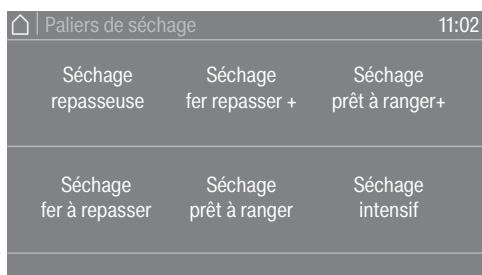 Paliers de séchage 11:02
Séchage
repasseuse
Séchage
fer repasser +
Séchage
prêt à ranger+
Séchage
fer à repasser
Séchage
prêt à ranger
Séchage
intensif